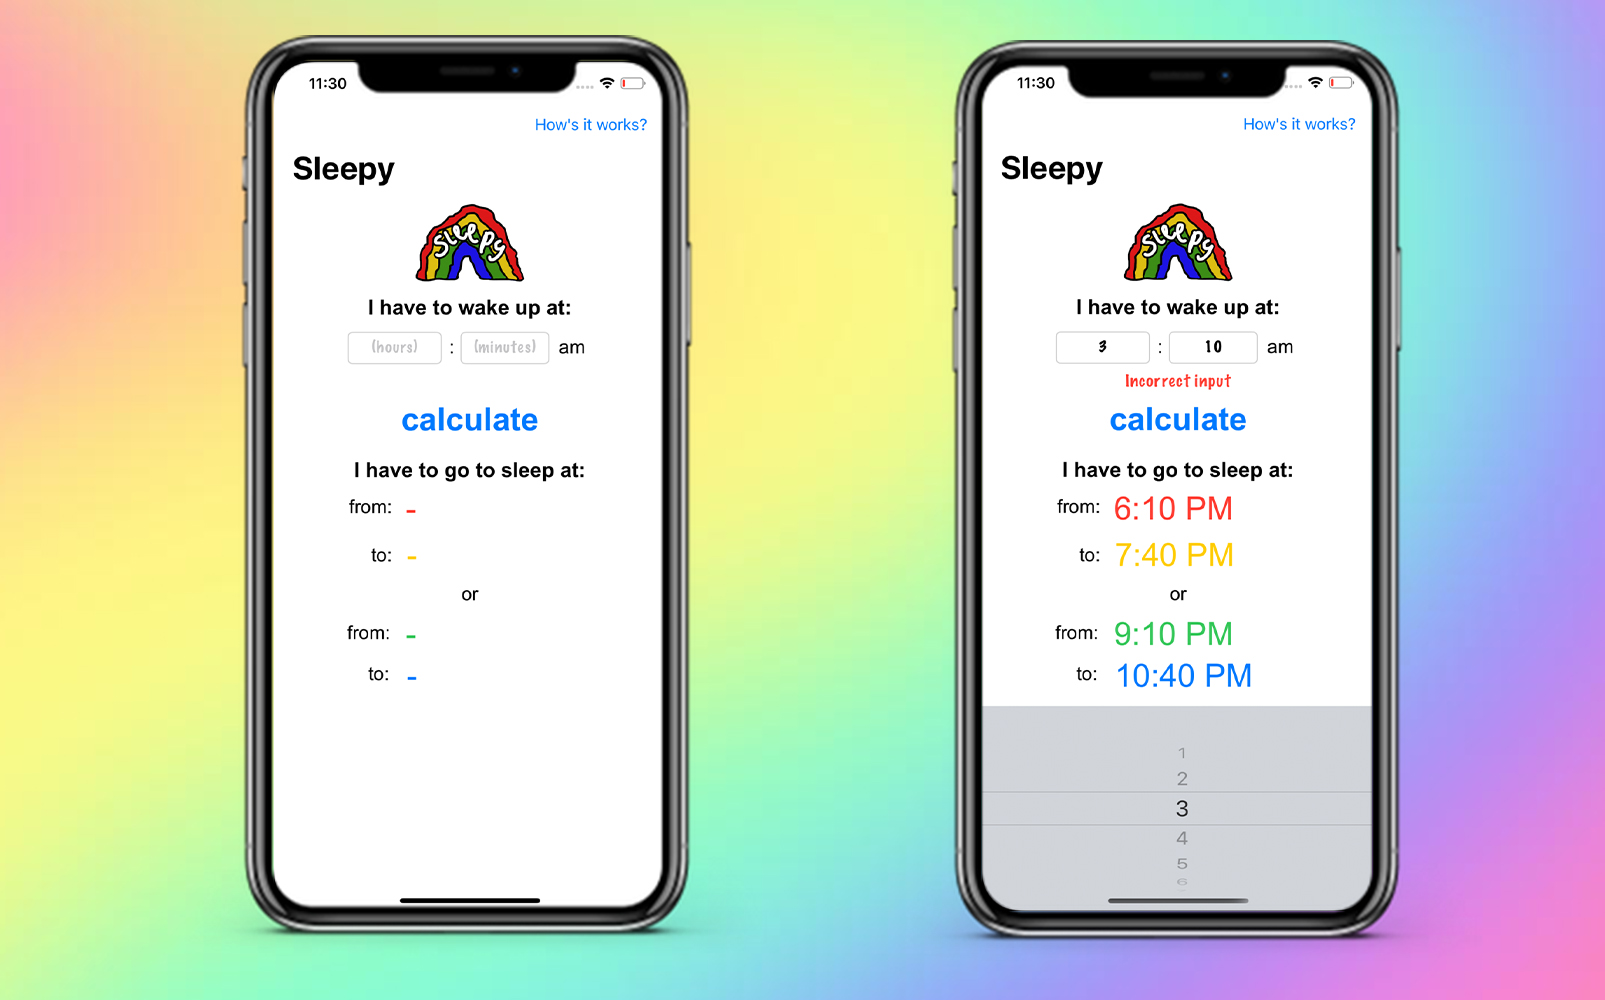 11:30
How's it works?
Sleepy
Sleepy
I have to wake up at:
(hours) : (minutes) am
calculate
I have to go to sleep at:
from: -
to: -
or
from: -
to: -
11:30
How's it works?
Sleepy
Sleepy
I have to wake up at:
3 : 10 am
Incorrect input
calculate
I have to go to sleep at:
from: 6:10 PM
to: 7:40 PM
or
from: 9:10 PM
to: 10:40 PM
1
2
3
4
5
6